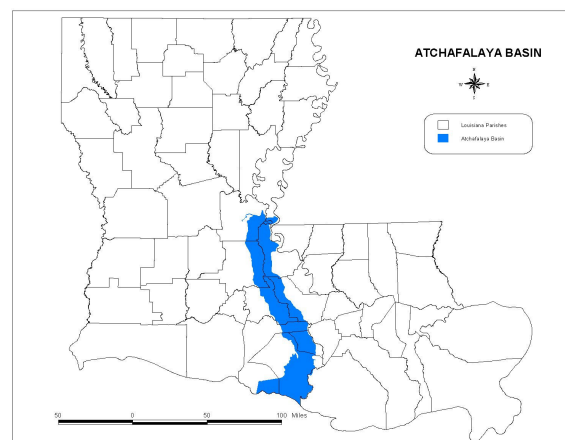 ATCHAFALAYA BASIN
N
W E
S
Louisiana Parishes
Atchafalaya Basin
50 0 50 100 Miles